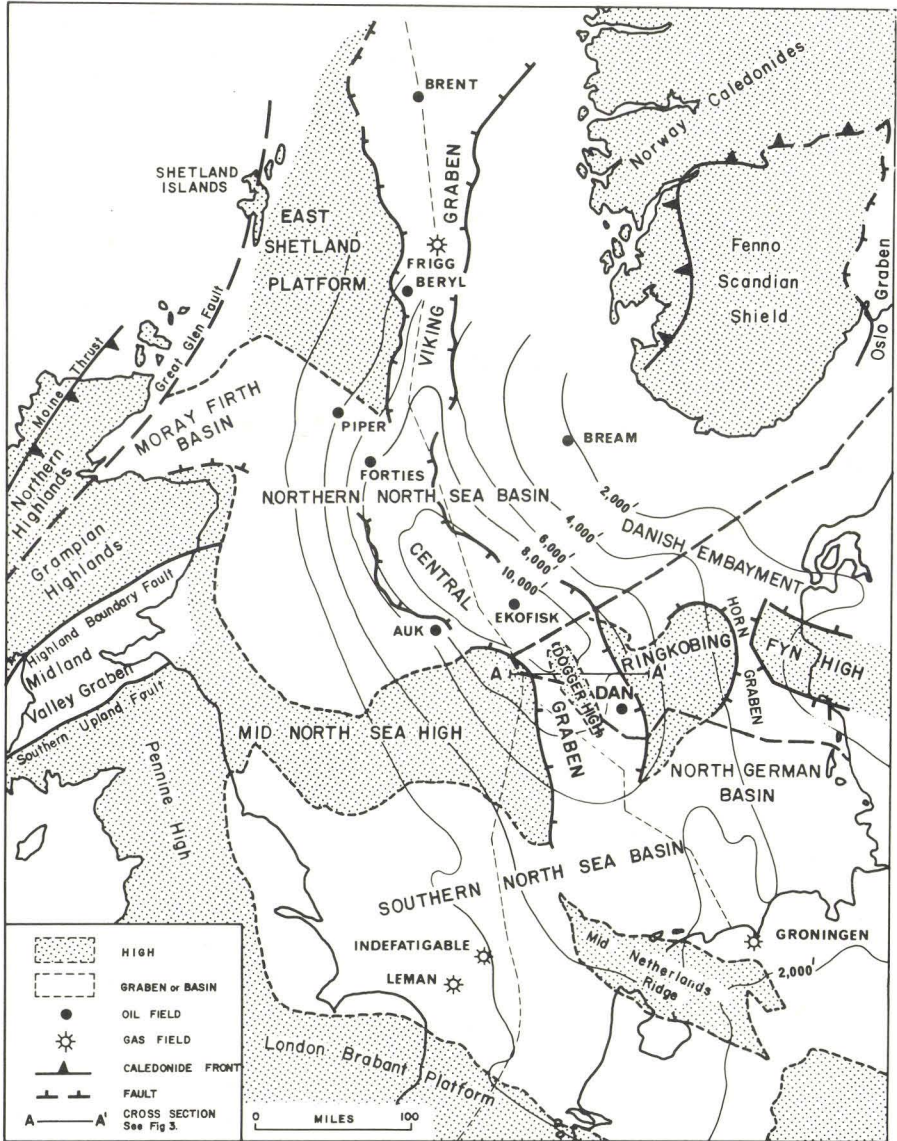 BRENT
Norway Caledonides
SHETLAND
ISLANDS
GRABEN
VIKING
EAST
SHETLAND
PLATFORM
FRIGG
BERYL
Fenno
Scandian
Shield
Oslo Graben
Great Glen Fault
Moine Thrust
MORAY FIRTH
BASIN
PIPER
BREAM
Northern
Highlands
FORTIES
NORTHERN NORTH SEA BASIN
2,000'
4,000'
6,000'
8,000'
10,000'
DANISH EMBAYMENT
Grampian
Highlands
CENTRAL
GRABEN
EKOFISK
AUK
Highland Boundary Fault
Midland
Valley Graben
Southern Upland Fault
HORN
GRABEN
FYN HIGH
RINGKOBING
A A'
DOGGER HIGH
DAN
MID NORTH SEA HIGH
NORTH GERMAN
BASIN
Pennine High
SOUTHERN NORTH SEA BASIN
INDEFATIGABLE
LEMAN
GRONINGEN
Mid
Netherlands
Ridge
2,000'
London Brabant Platform
HIGH
GRABEN or BASIN
OIL FIELD
GAS FIELD
CALEDONIDE FRONT
FAULT
A A' CROSS SECTION
See Fig 3.
0 MILES 100